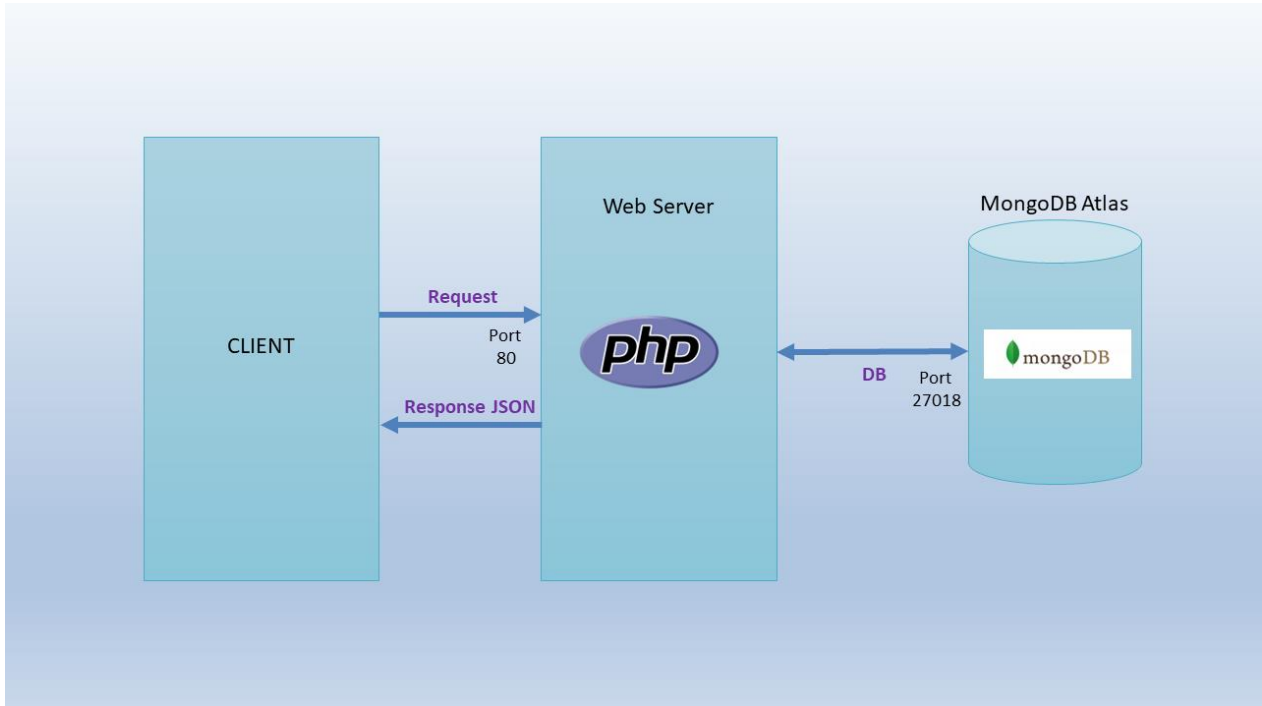 CLIENT
Request
Port
80
Response JSON
Web Server
php
DB
Port
27018
MongoDB Atlas
mongoDB